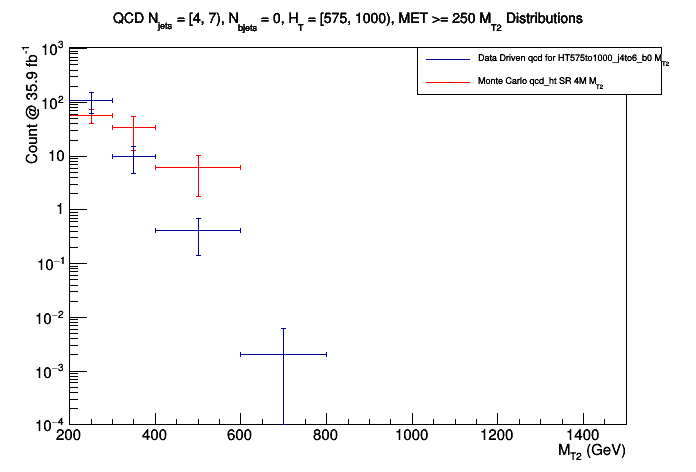 QCD N_jets = [4, 7), N_bjets = 0, H_T = [575, 1000), MET >= 250 M_T2 Distributions
Count @ 35.9 fb^-1
Data Driven qcd for HT575to1000_j4to6_b0 M_T2
Monte Carlo qcd_ht SR 4M M_T2
10^3
10^2
10
1
10^-1
10^-2
10^-3
10^-4
200 400 600 800 1000 1200 1400
M_T2 (GeV)